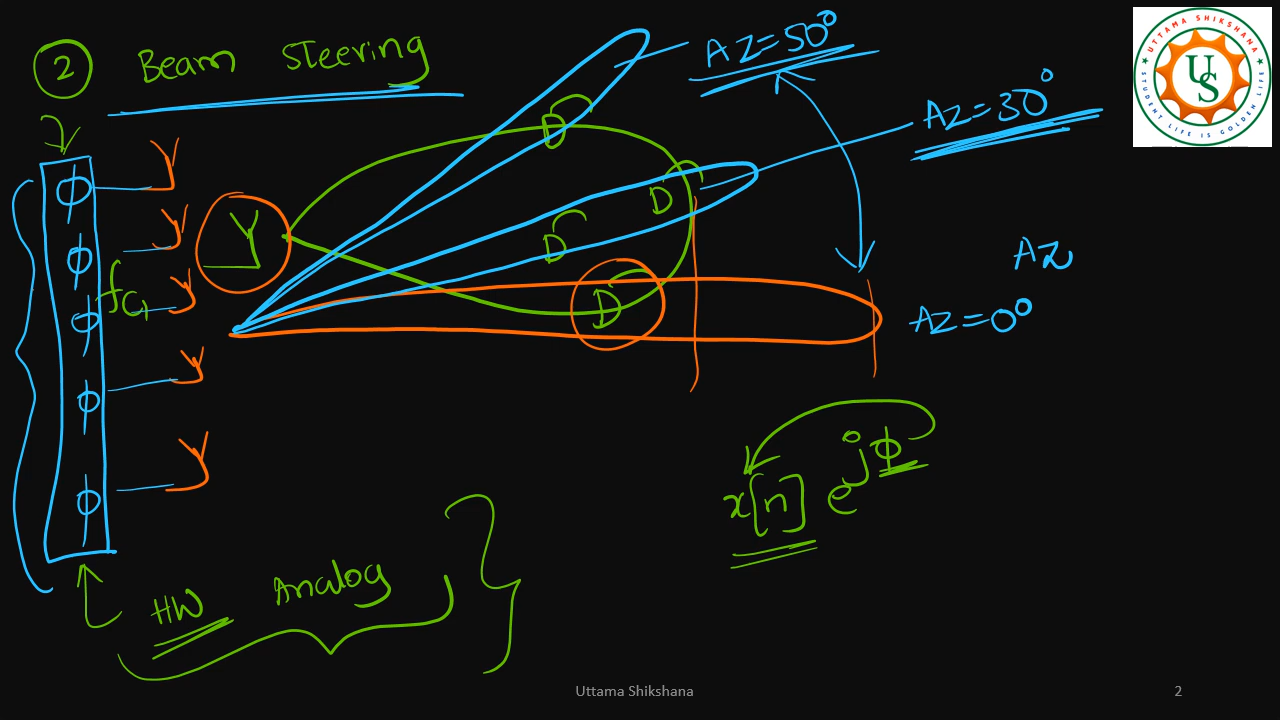 ② Beam Steering
AZ=50°
AZ=30°
AZ
AZ=0°
Y
Y
Y
Y
Y
Y
ϕ
ϕ
ϕ
ϕ
ϕ
D
D
D
D
x[n] e^jϕ
HW Analog
UTTAMA SHIKSHANA
US
STUDENT LIFE IS GOLDEN LIFE
Uttama Shikshana
2